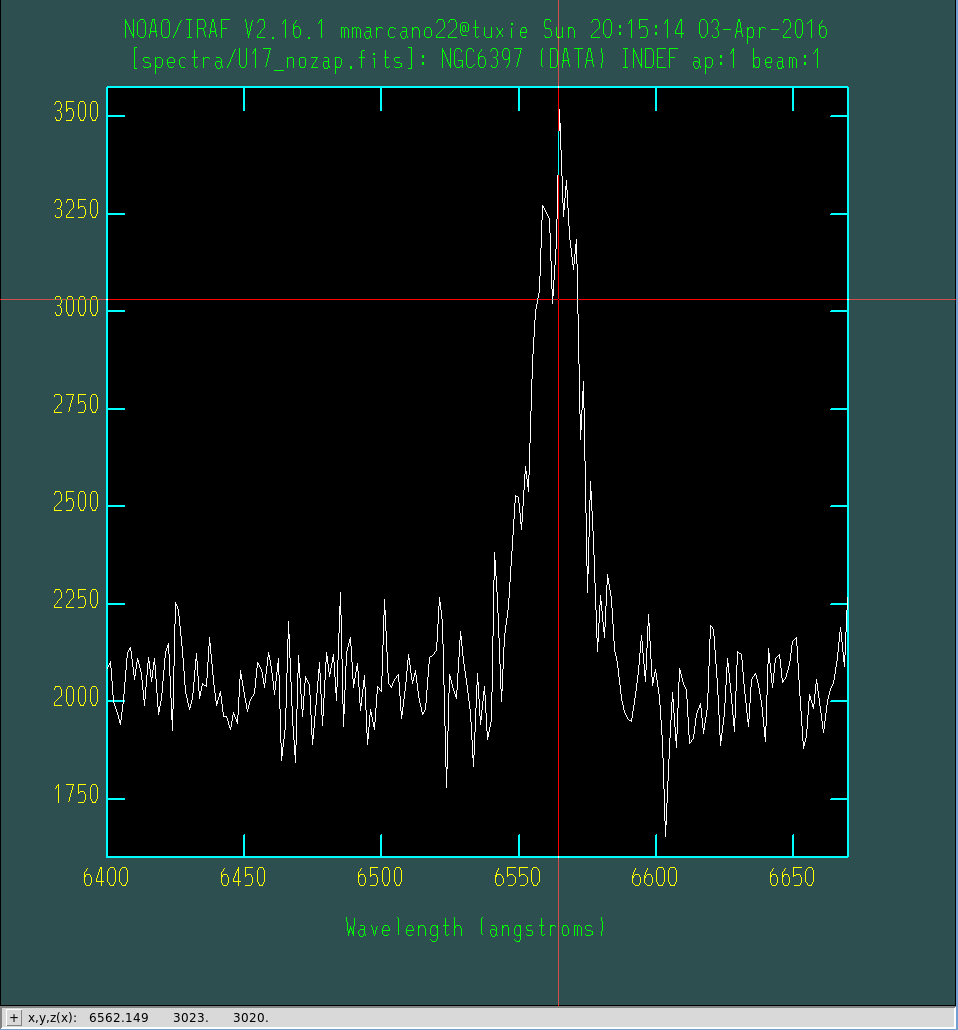 NOAO/IRAF V2.16.1 mmarcano22@tuxie Sun 20:15:14 03-Apr-2016
[spectra/U17_nozap.fits]: NGC6397 (DATA) INDEF ap:1 beam:1
3500
3250
3000
2750
2500
2250
2000
1750
6400 6450 6500 6550 6600 6650
Wavelength (angstroms)
+ x,y,z(x): 6562.149 3023. 3020.